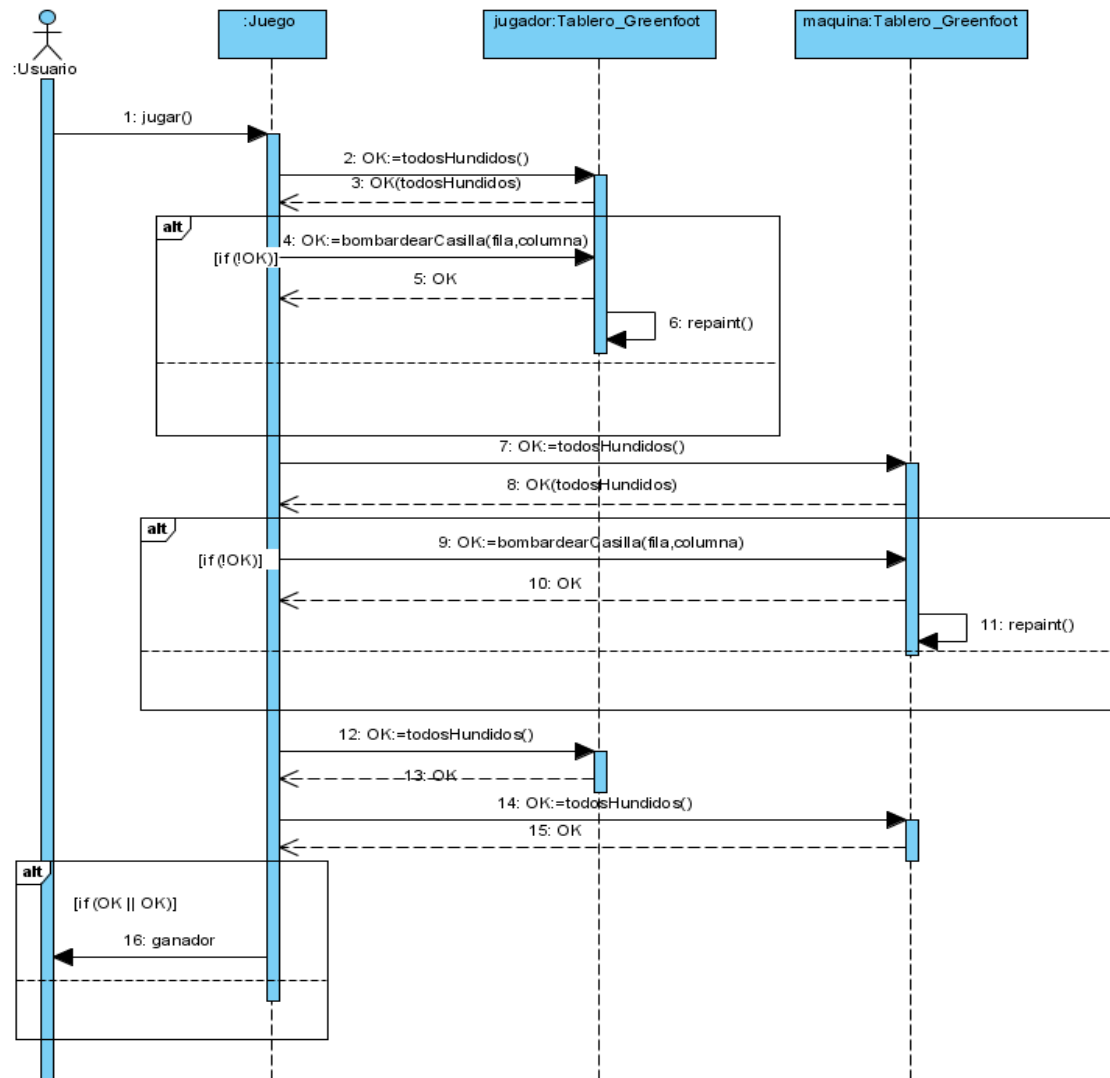 :Juego
jugador:Tablero_Greenfoot
maquina:Tablero_Greenfoot
:Usuario
1: jugar()
2: OK:=todosHundidos()
3: OK(todosHundidos)
alt
4: OK:=bombardearCasilla(fila,columna)
[if (!OK)]
5: OK
6: repaint()
7: OK:=todosHundidos()
8: OK(todosHundidos)
alt
9: OK:=bombardearCasilla(fila,columna)
[if (!OK)]
10: OK
11: repaint()
12: OK:=todosHundidos()
13: OK
14: OK:=todosHundidos()
15: OK
alt
[if (OK || OK)]
16: ganador